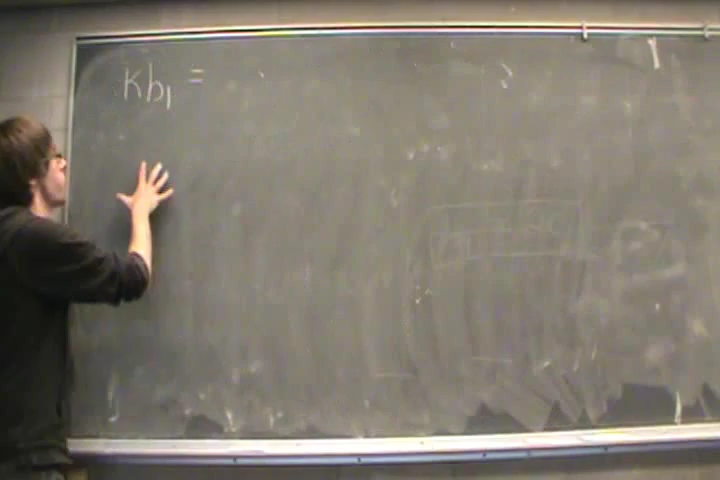 Kb₁ =